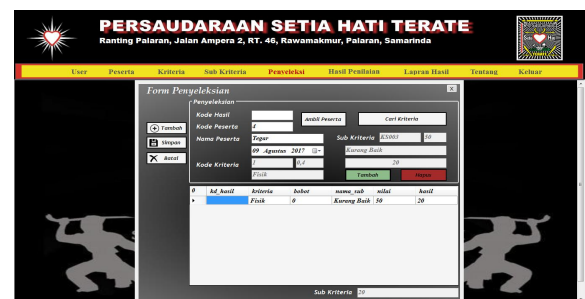 PERSAUDARAAN SETIA HATI TERATE
Ranting Palaran, Jalan Ampera 2, RT. 46, Rawamakmur, Palaran, Samarinda
User Peserta Kriteria Sub Kriteria Penyeleksi Hasil Penilaian Lapran Hasil Tentang Keluar
Form Penyeleksian X
Penyeleksian
Kode Hasil Ambli Peserta Cari Kriteria
Tambah Kode Peserta 4
Simpan Nama Peserta Tegar Sub Kriteria KS003 50
09 Agustus 2017 Kurang Baik
Batal Kode Kriteria 1 0,4 20
Fisik Tambah Hapus
0 kd_hasil kriteria bobot nama_sub nilai hasil
Fisik 0 Kurang Baik 50 20
Sub Kriteria 20